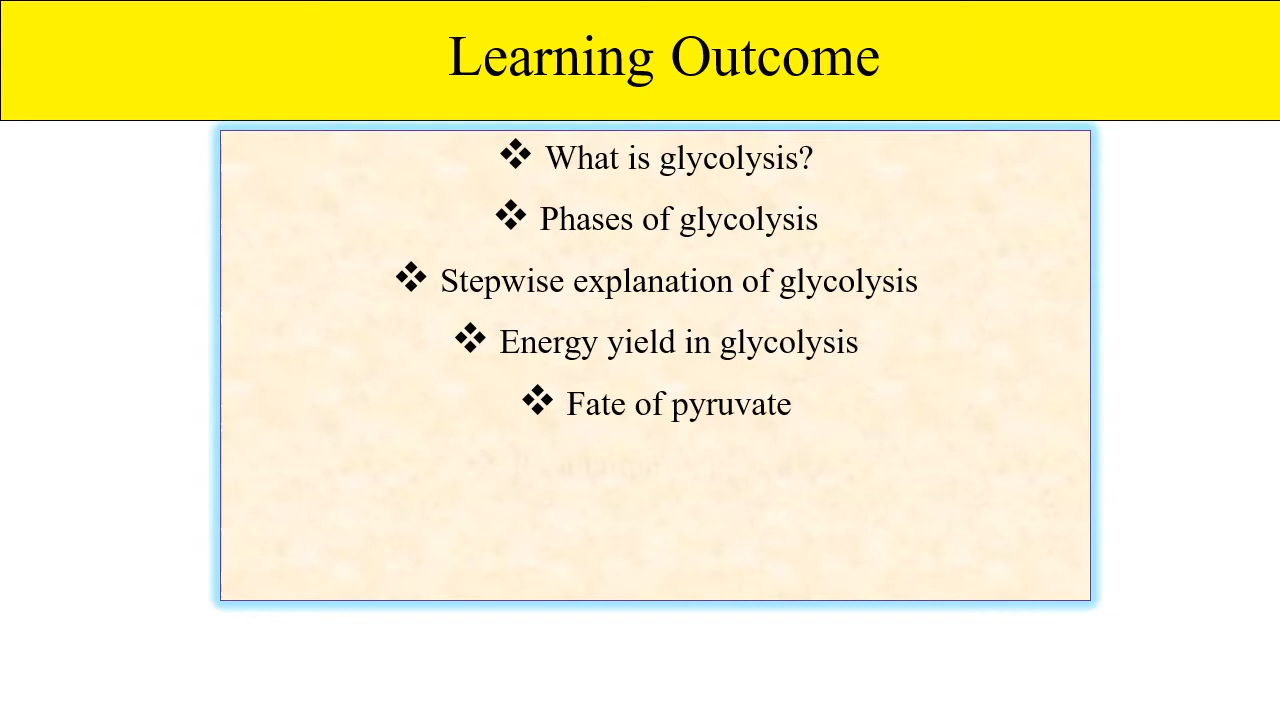 Learning Outcome
❖ What is glycolysis?
❖ Phases of glycolysis
❖ Stepwise explanation of glycolysis
❖ Energy yield in glycolysis
❖ Fate of pyruvate